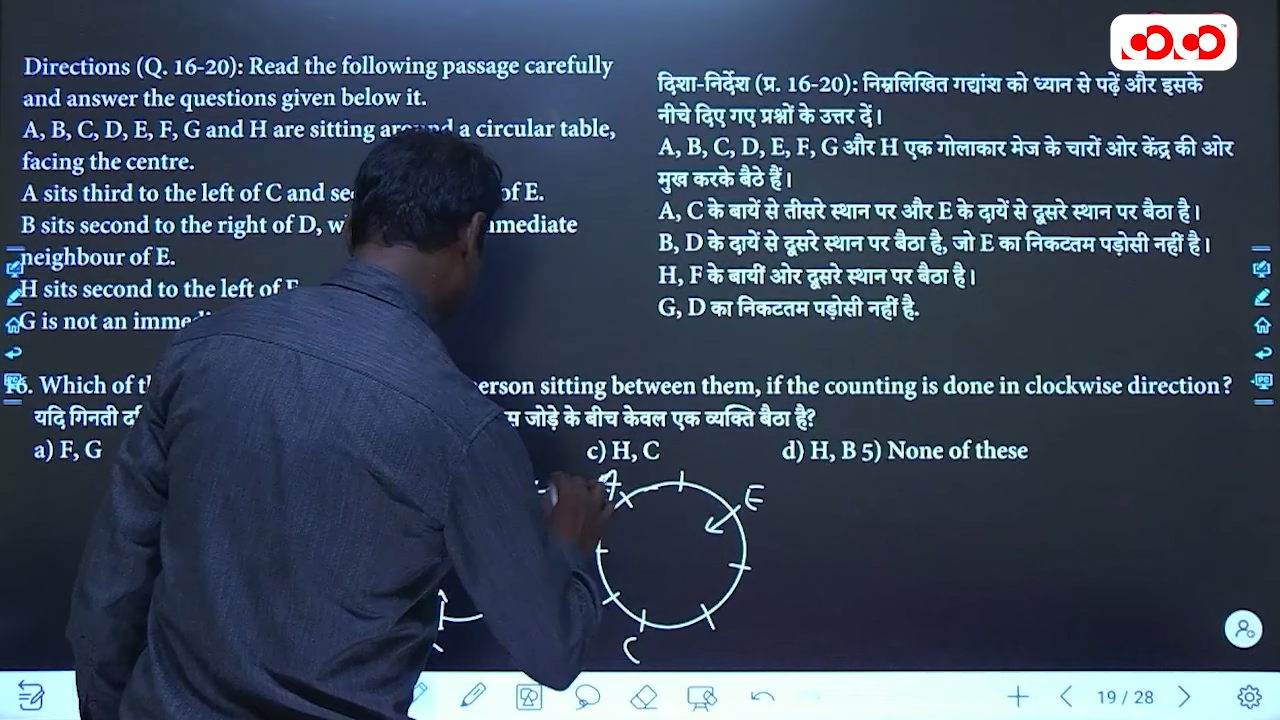 Directions (Q. 16-20): Read the following passage carefully
and answer the questions given below it.
A, B, C, D, E, F, G and H are sitting around a circular table,
facing the centre.
A sits third to the left of C and of E.
B sits second to the right of D,
neighbour of E.
H sits second to the left of
G is not an
दिशा-निर्देश (प्र. 16-20): निम्नलिखित गद्यांश को ध्यान से पढ़ें और इसके
नीचे दिए गए प्रश्नों के उत्तर दें।
A, B, C, D, E, F, G और H एक गोलाकार मेज के चारों ओर केंद्र की ओर
मुख करके बैठे हैं।
A, C के बायें से तीसरे स्थान पर और E के दायें से दूसरे स्थान पर बैठा है।
B, D के दायें से दूसरे स्थान पर बैठा है, जो E का निकटतम पड़ोसी नहीं है।
H, F के बायीं ओर दूसरे स्थान पर बैठा है।
G, D का निकटतम पड़ोसी नहीं है.
16. Which of person sitting between them, if the counting is done in clockwise direction?
यदि गिनती जोड़े के बीच केवल एक व्यक्ति बैठा है?
a) F, G c) H, C d) H, B 5) None of these
A E
C
19 / 28